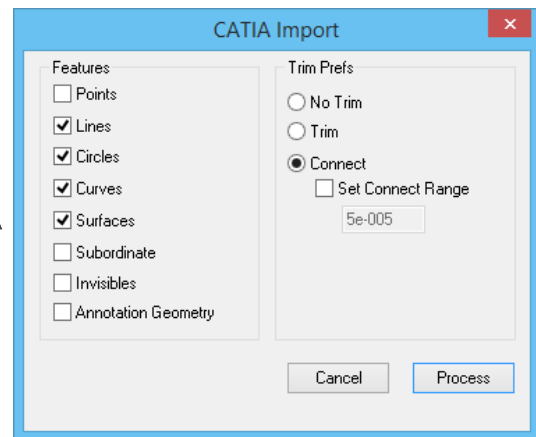 CATIA Import
Features
Points
Lines
Circles
Curves
Surfaces
Subordinate
Invisibles
Annotation Geometry
Trim Prefs
No Trim
Trim
Connect
Set Connect Range
5e-005
Cancel
Process